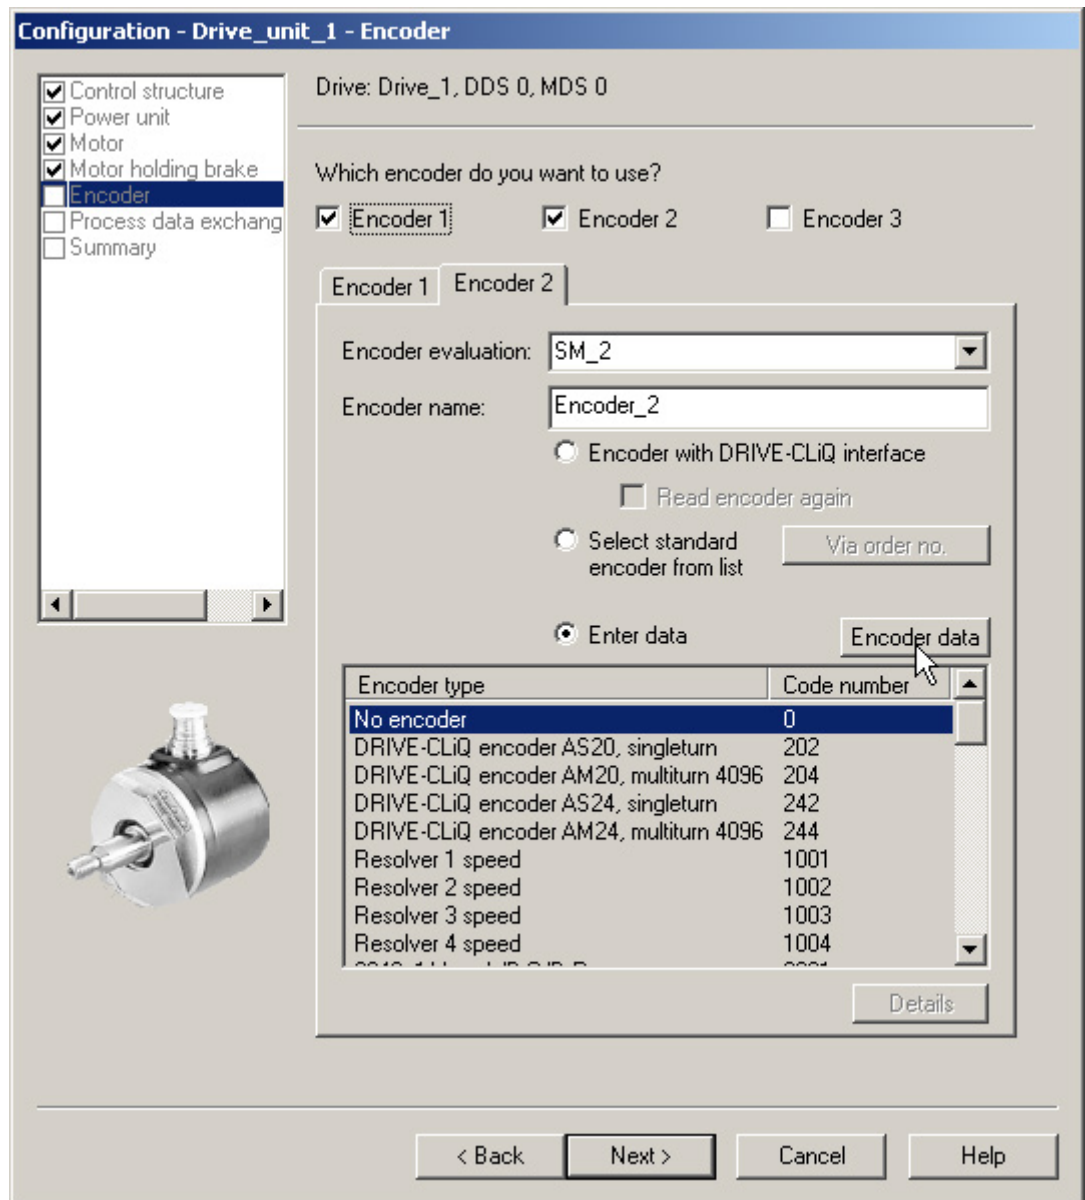 Configuration - Drive_unit_1 - Encoder
Control structure
Power unit
Motor
Motor holding brake
Encoder
Process data exchang
Summary
Drive: Drive_1, DDS 0, MDS 0
Which encoder do you want to use?
Encoder 1 Encoder 2 Encoder 3
Encoder 1 Encoder 2
Encoder evaluation: SM_2
Encoder name: Encoder_2
Encoder with DRIVE-CLiQ interface
Read encoder again
Select standard
encoder from list
Via order no.
Enter data Encoder data
Encoder type Code number
No encoder 0
DRIVE-CLiQ encoder AS20, singleturn 202
DRIVE-CLiQ encoder AM20, multiturn 4096 204
DRIVE-CLiQ encoder AS24, singleturn 242
DRIVE-CLiQ encoder AM24, multiturn 4096 244
Resolver 1 speed 1001
Resolver 2 speed 1002
Resolver 3 speed 1003
Resolver 4 speed 1004
Details
< Back Next > Cancel Help